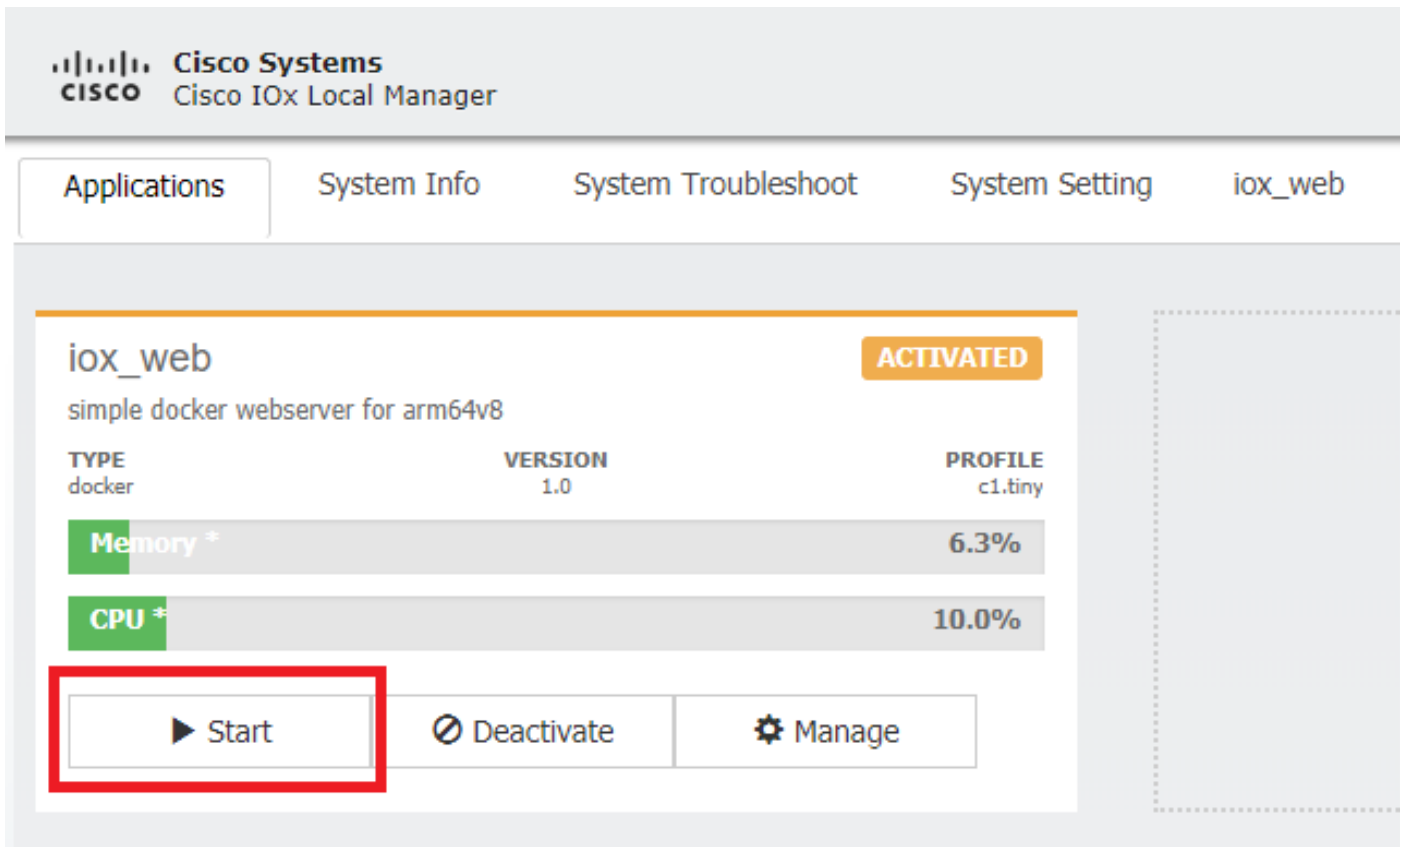 Cisco Systems
CISCO Cisco IOx Local Manager
Applications System Info System Troubleshoot System Setting iox_web
iox_web ACTIVATED
simple docker webserver for arm64v8
TYPE VERSION PROFILE
docker 1.0 c1.tiny
Memory * 6.3%
CPU * 10.0%
Start Deactivate Manage